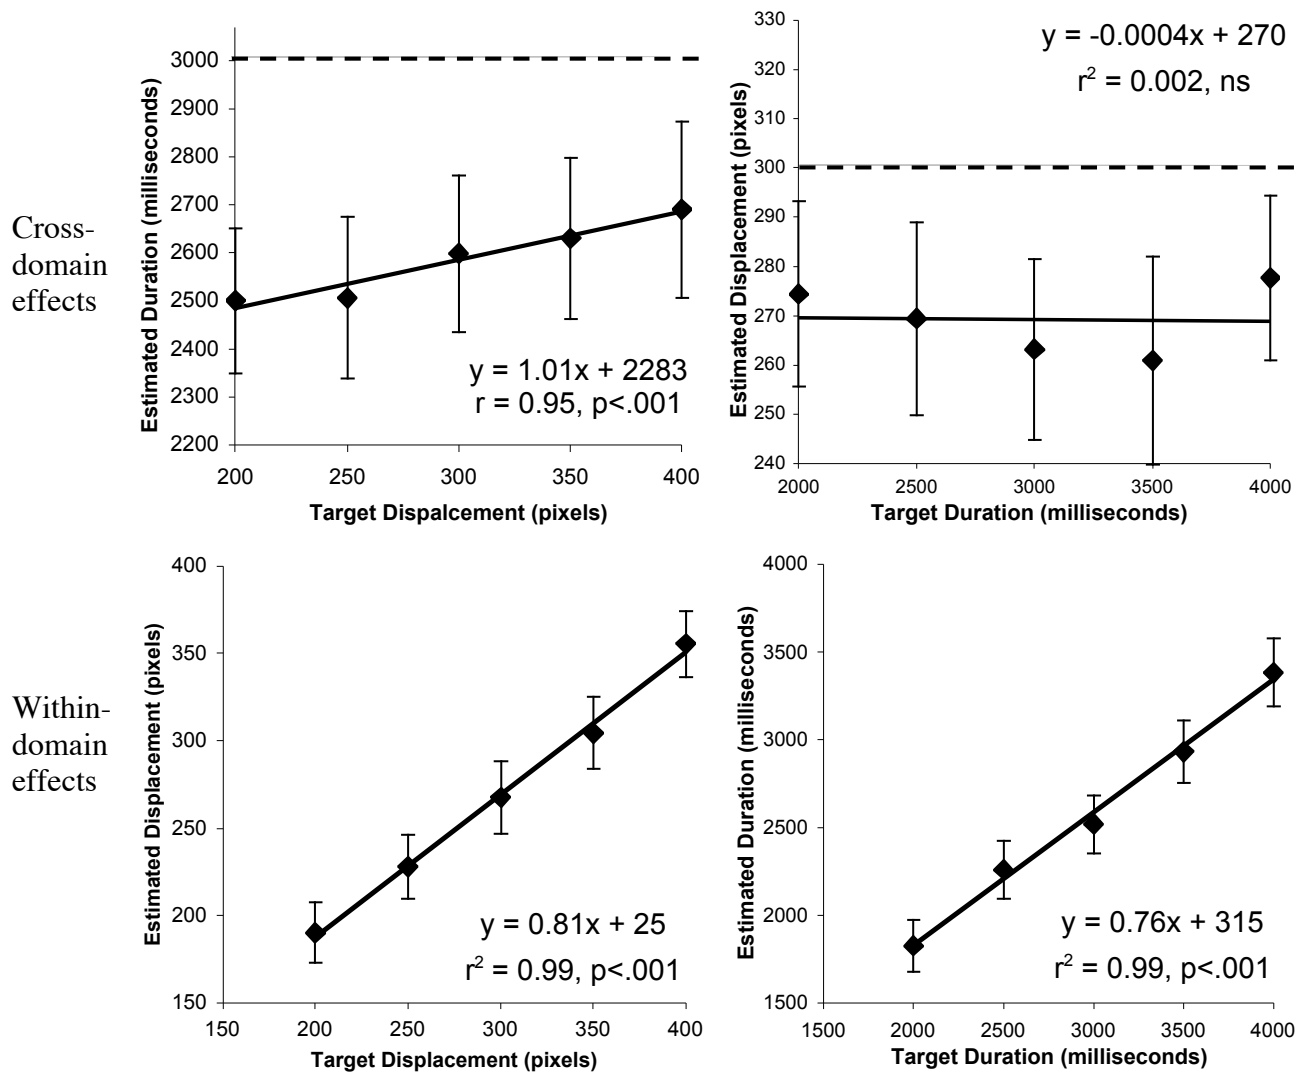 Cross-
domain
effects
Estimated Duration (milliseconds)
3000
2900
2800
2700
2600
2500
2400
2300
2200
y = 1.01x + 2283
r = 0.95, p<.001
200 250 300 350 400
Target Dispalcement (pixels)
Estimated Displacement (pixels)
330
320
310
300
290
280
270
260
250
240
y = -0.0004x + 270
r² = 0.002, ns
2000 2500 3000 3500 4000
Target Duration (milliseconds)
Within-
domain
effects
Estimated Displacement (pixels)
400
350
300
250
200
150
y = 0.81x + 25
r² = 0.99, p<.001
150 200 250 300 350 400
Target Displacement (pixels)
Estimated Duration (milliseconds)
4000
3500
3000
2500
2000
1500
y = 0.76x + 315
r² = 0.99, p<.001
1500 2000 2500 3000 3500 4000
Target Duration (milliseconds)